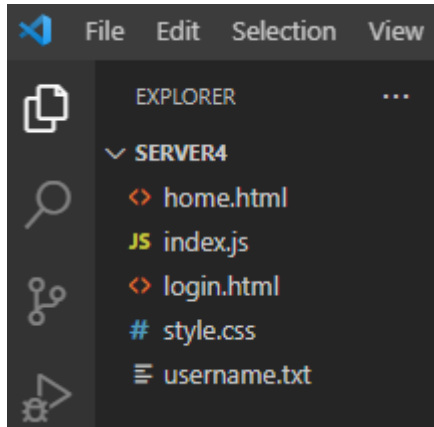 File Edit Selection View
EXPLORER ...
SERVER4
<> home.html
JS index.js
<> login.html
# style.css
username.txt